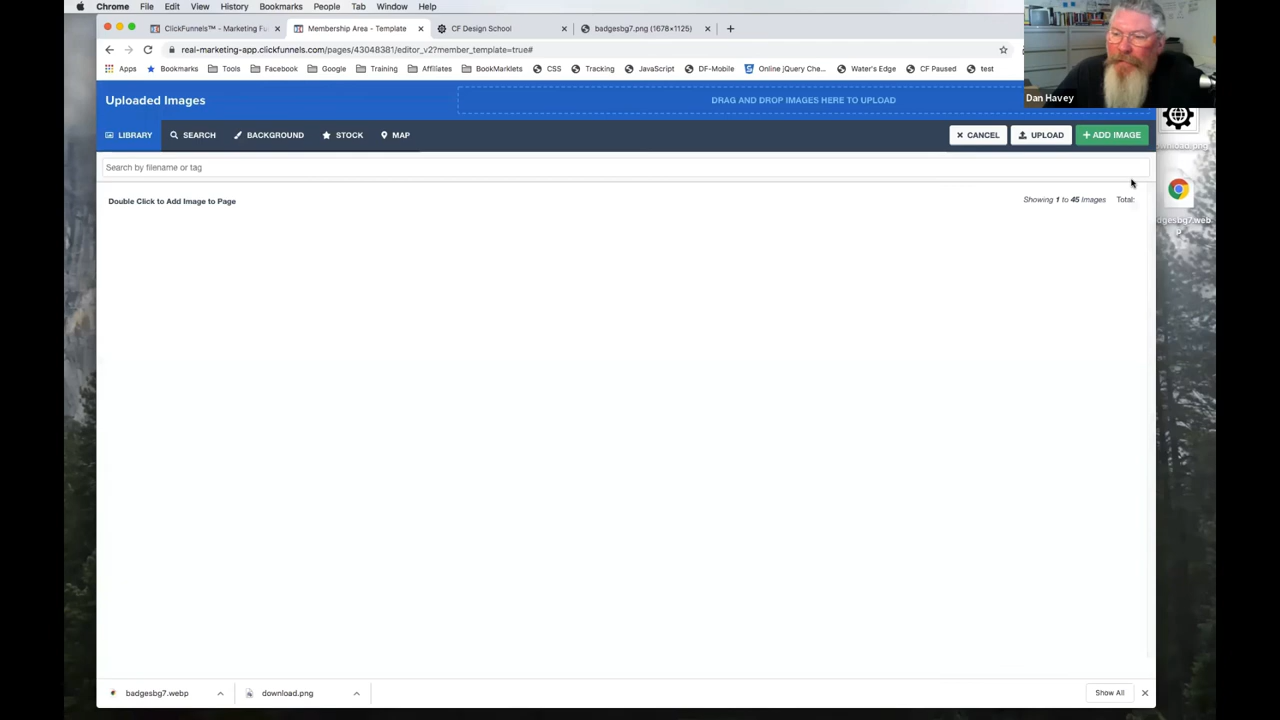 Chrome File Edit View History Bookmarks People Tab Window Help
ClickFunnels™ - Marketing Fu
Membership Area - Template
CF Design School
badgesbg7.png (1678×1125)
real-marketing-app.clickfunnels.com/pages/43048381/editor_v2?member_template=true#
Apps Bookmarks Tools Facebook Google Training Affiliates BookMarklets CSS Tracking JavaScript DF-Mobile Online jQuery Che... Water's Edge CF Paused test
Dan Havey
Uploaded Images
DRAG AND DROP IMAGES HERE TO UPLOAD
LIBRARY SEARCH BACKGROUND STOCK MAP
CANCEL UPLOAD + ADD IMAGE
Search by filename or tag
Double Click to Add Image to Page
Showing 1 to 45 Images Total:
badgesbg7.webp
download.png
Show All